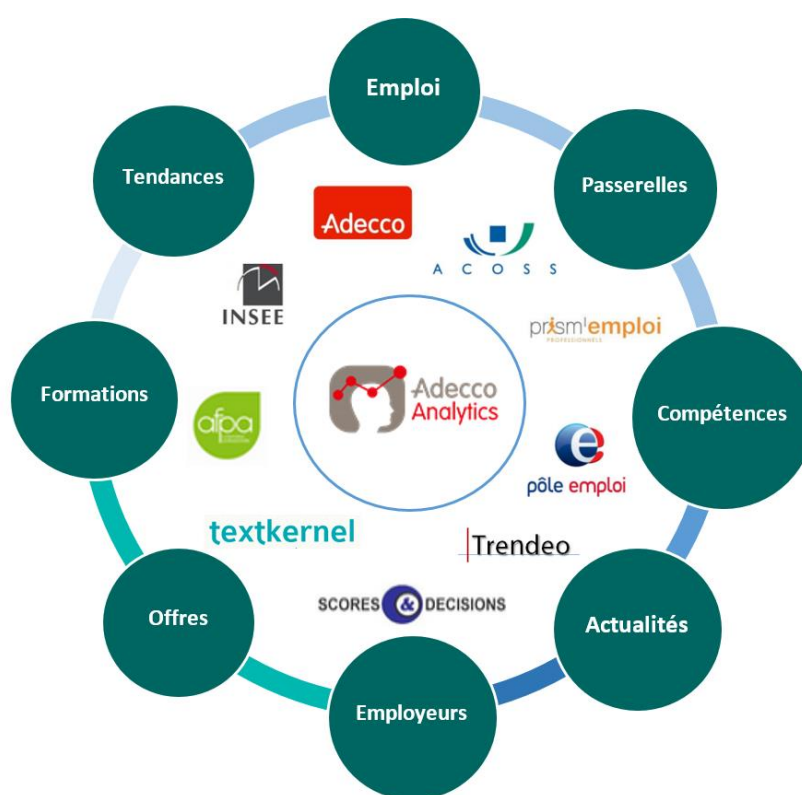 Emploi
Tendances
Passerelles
Adecco
ACOSS
INSEE
prism'emploi
PROFESSIONNELS
Formations
Adecco
Analytics
Compétences
afpa
pôle emploi
textkernel
Trendeo
Offres
SCORES & DECISIONS
Actualités
Employeurs